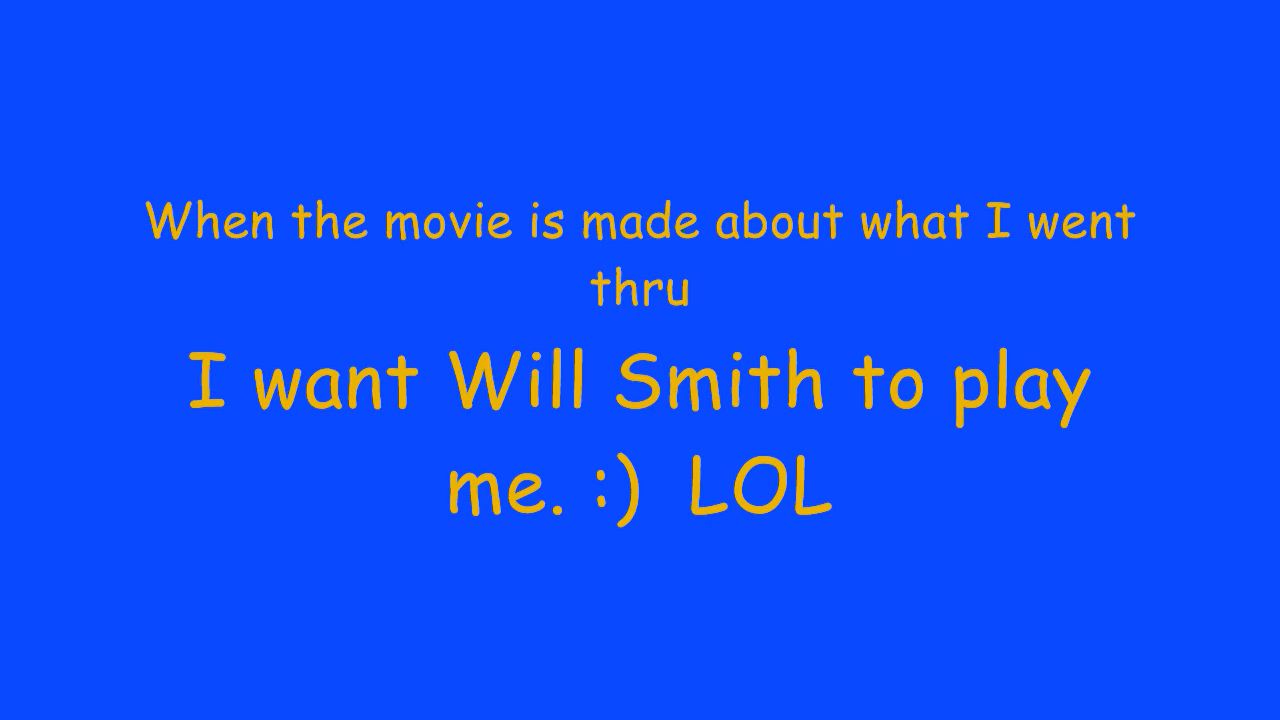 When the movie is made about what I went
thru
I want Will Smith to play
me. :)  LOL